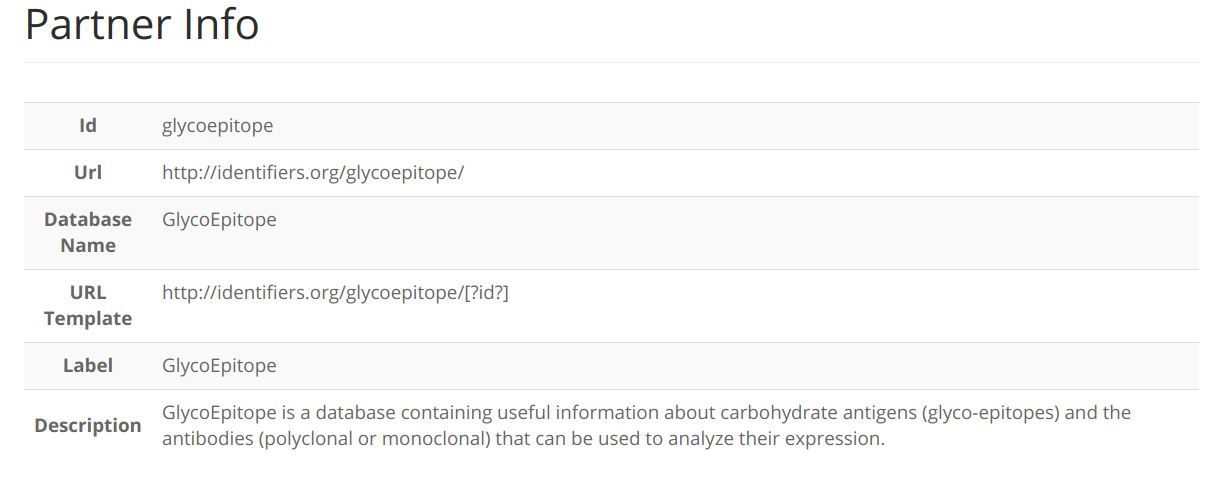 Partner Info
Id glycoepitope
Url http://identifiers.org/glycoepitope/
Database Name GlycoEpitope
URL Template http://identifiers.org/glycoepitope/[?id?]
Label GlycoEpitope
Description GlycoEpitope is a database containing useful information about carbohydrate antigens (glyco-epitopes) and the
antibodies (polyclonal or monoclonal) that can be used to analyze their expression.